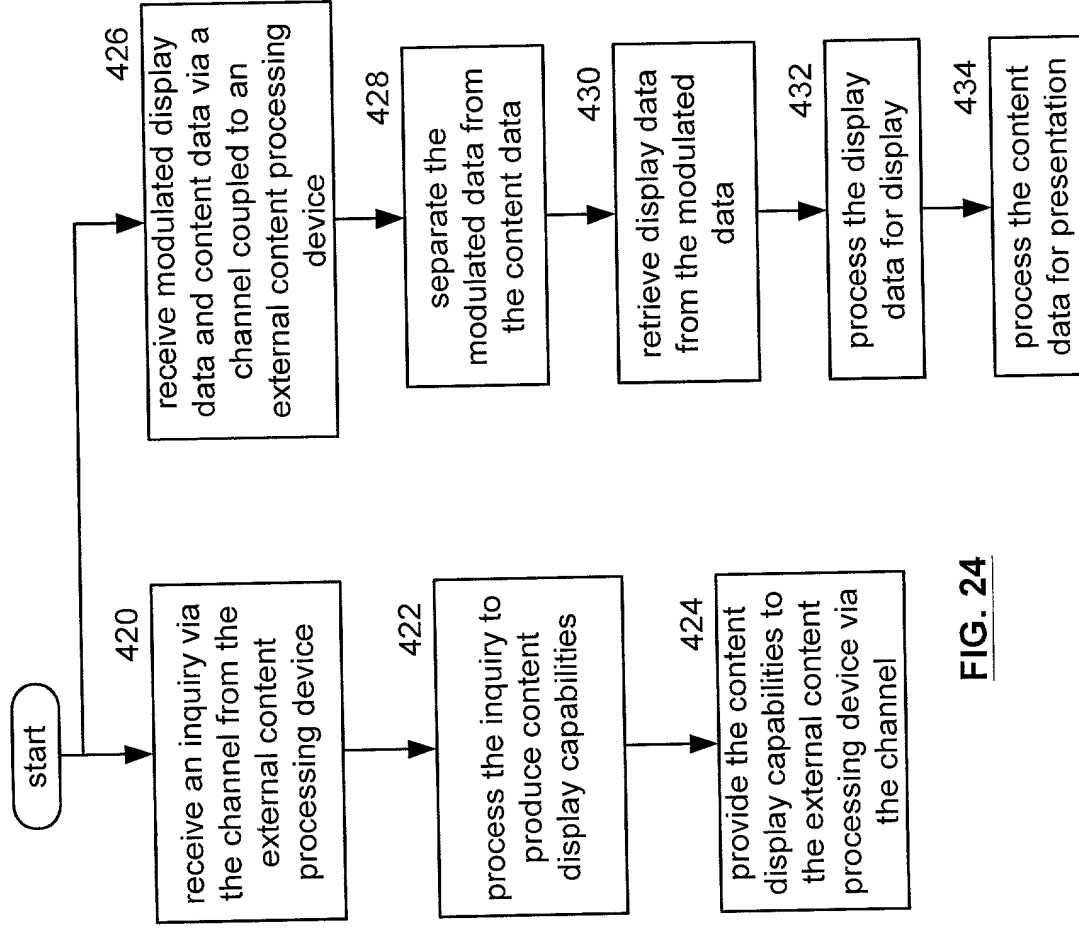 start
420
receive an inquiry via
the channel from the
external content
processing device
422
process the inquiry to
produce content
display capabilities
424
provide the content
display capabilities to
the external content
processing device via
the channel
426
receive modulated display
data and content data via a
channel coupled to an
external content processing
device
428
separate the
modulated data from
the content data
430
retrieve display data
from the modulated
data
432
process the display
data for display
434
process the content
data for presentation
FIG. 24